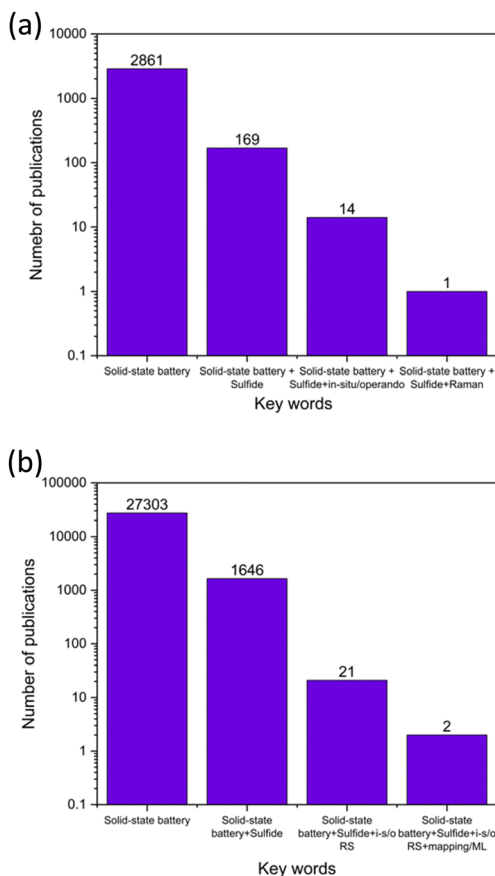 (a)
10000
1000
100
10
1
0.1
Numebr of publications
2861
169
14
1
Solid-state battery
Solid-state battery +
Sulfide
Solid-state battery +
Sulfide+in-situ/operando
Solid-state battery +
Sulfide+Raman
Key words
(b)
100000
10000
1000
100
10
1
0.1
Number of publications
27303
1646
21
2
Solid-state battery
Solid-state
battery+Sulfide
Solid-state
battery+Sulfide+i-s/o
RS
Solid-state
battery+Sulfide+i-s/o
RS+mapping/ML
Key words